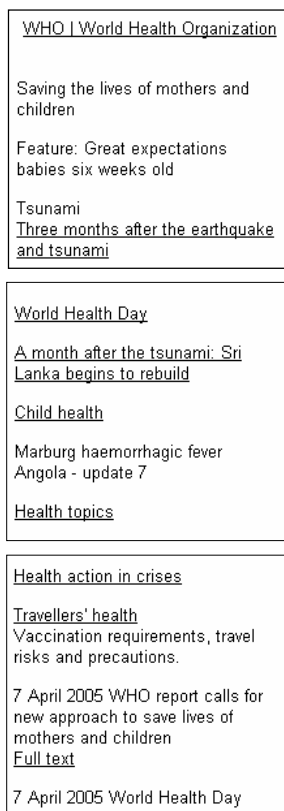 WHO | World Health Organization
Saving the lives of mothers and
children
Feature: Great expectations
babies six weeks old
Tsunami
Three months after the earthquake
and tsunami
World Health Day
A month after the tsunami: Sri
Lanka begins to rebuild
Child health
Marburg haemorrhagic fever
Angola - update 7
Health topics
Health action in crises
Travellers' health
Vaccination requirements, travel
risks and precautions.
7 April 2005 WHO report calls for
new approach to save lives of
mothers and children
Full text
7 April 2005 World Health Day